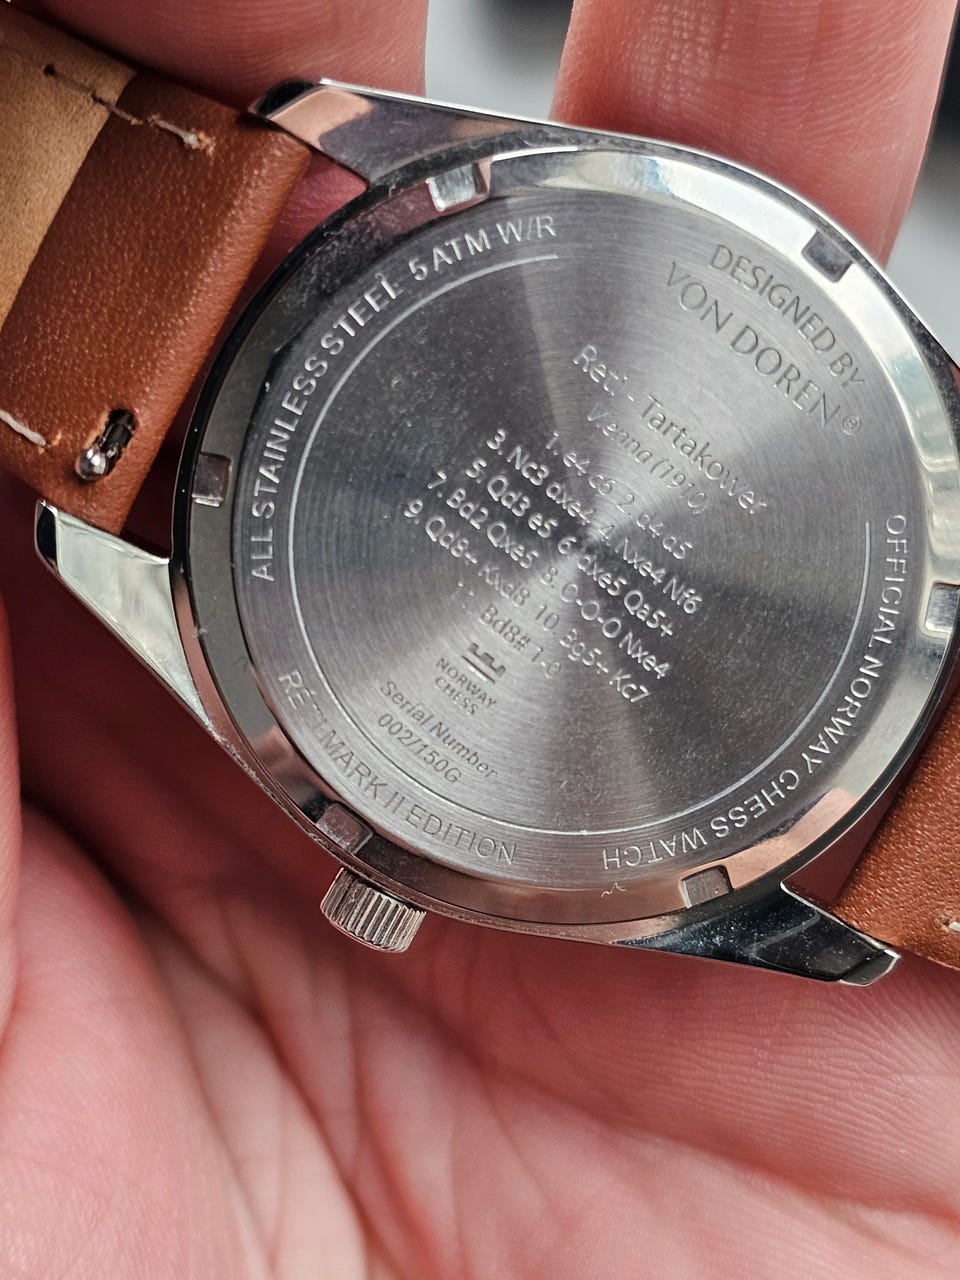 ALL STAINLESS STEEL 5 ATM W/R
DESIGNED BY
VON DOREN®
Reti - Tartakower
Vienna (1910)
1. e4 c6 2. d4 d5
3. Nc3 dxe4 4. Nxe4 Nf6
5. Qd3 e5 6. dxe5 Qa5+
7. Bd2 Qxe5 8. O-O-O Nxe4
9. Qd8+ Kxd8 10. Bg5+ Kc7
11. Bd8# 1-0
NORWAY
CHESS
Serial Number
002/150G
RÉTI MARK II EDITION
OFFICIAL NORWAY CHESS WATCH